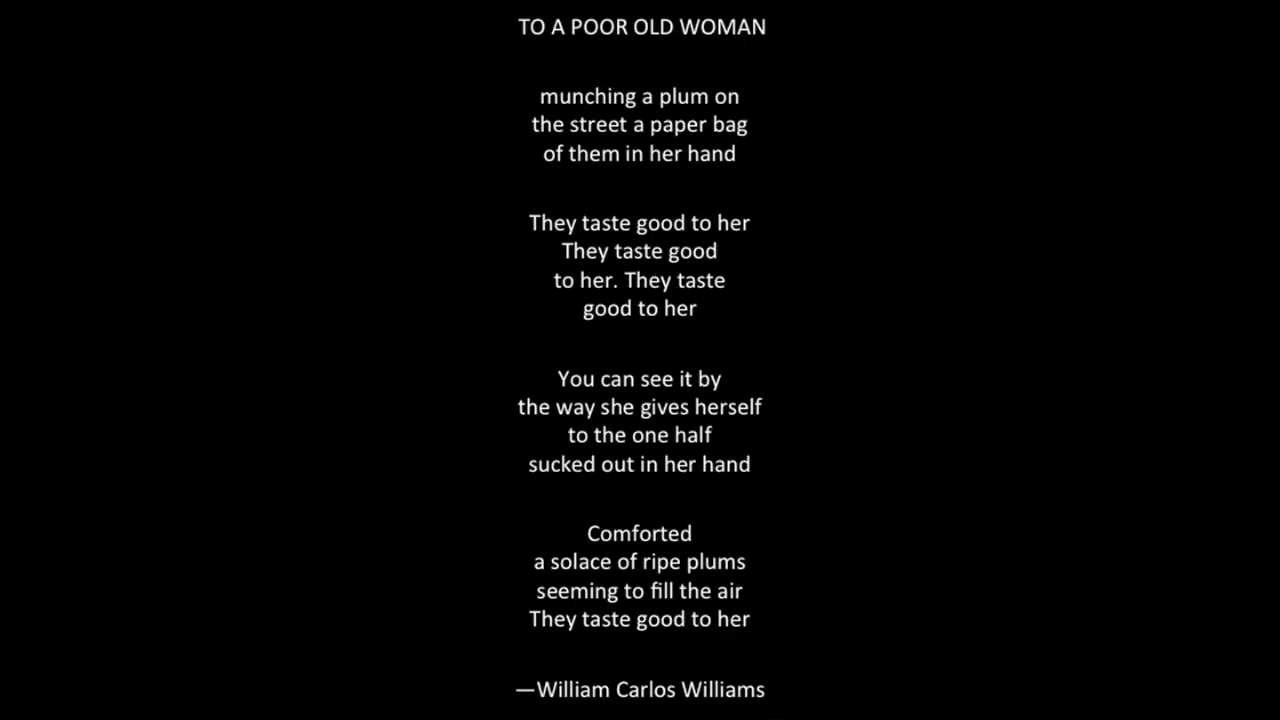 TO A POOR OLD WOMAN
munching a plum on
the street a paper bag
of them in her hand
They taste good to her
They taste good
to her. They taste
good to her
You can see it by
the way she gives herself
to the one half
sucked out in her hand
Comforted
a solace of ripe plums
seeming to fill the air
They taste good to her
—William Carlos Williams